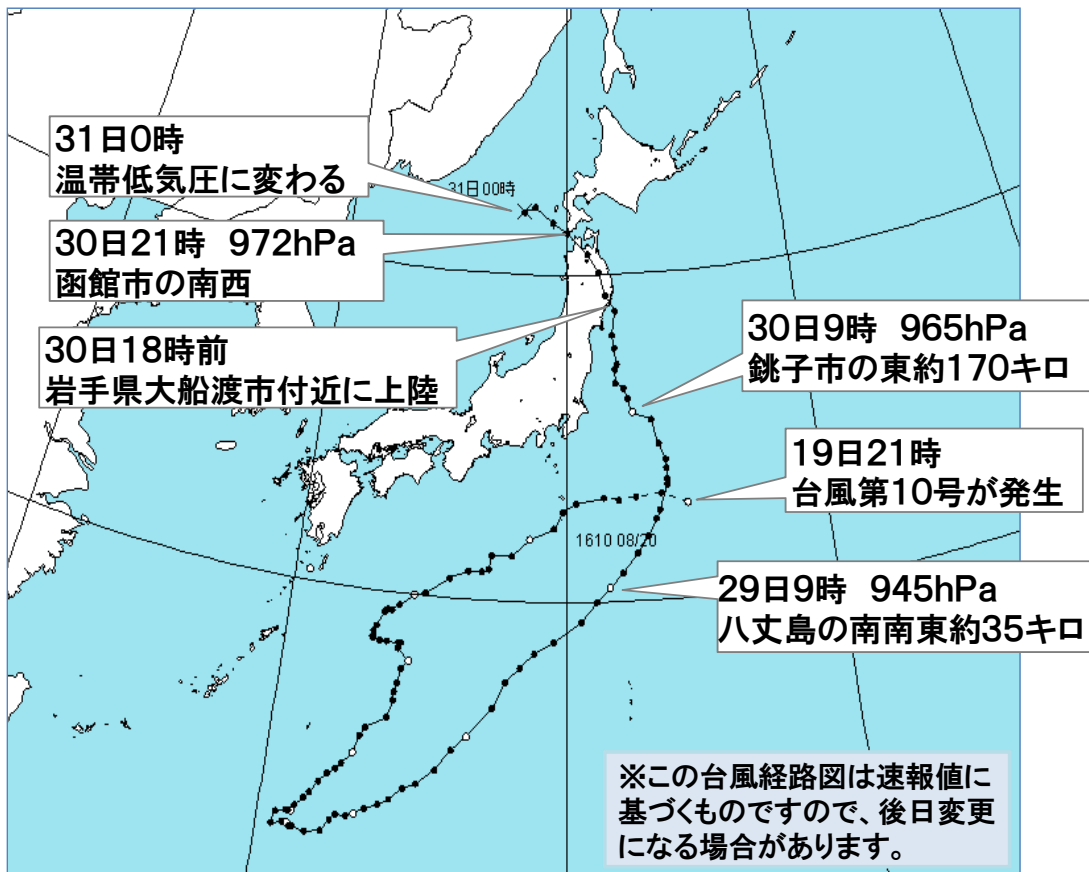 31日0時
温帯低気圧に変わる
31日00時
30日21時 972hPa
函館市の南西
30日18時前
岩手県大船渡市付近に上陸
30日9時 965hPa
銚子市の東約170キロ
19日21時
台風第10号が発生
1610 08/20
29日9時 945hPa
八丈島の南南東約35キロ
※この台風経路図は速報値に
基づくものですので、後日変更
になる場合があります。